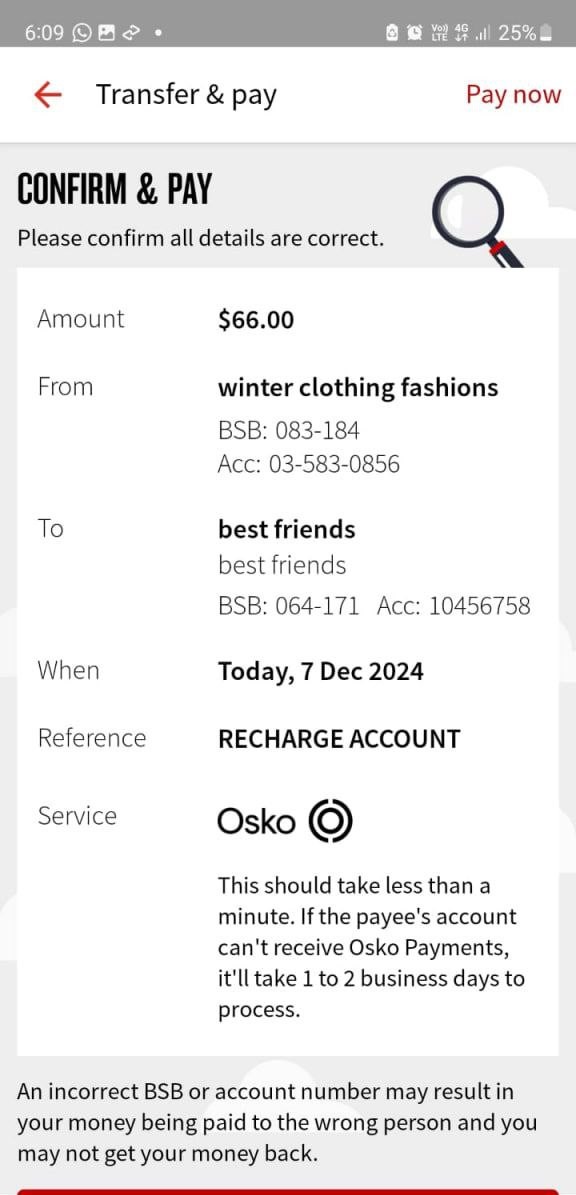 6:09 Vo) LTE 4G 25%
Transfer & pay Pay now
CONFIRM & PAY
Please confirm all details are correct.
Amount $66.00
From winter clothing fashions
BSB: 083-184
Acc: 03-583-0856
To best friends
best friends
BSB: 064-171 Acc: 10456758
When Today, 7 Dec 2024
Reference RECHARGE ACCOUNT
Service Osko
This should take less than a
minute. If the payee's account
can't receive Osko Payments,
it'll take 1 to 2 business days to
process.
An incorrect BSB or account number may result in
your money being paid to the wrong person and you
may not get your money back.